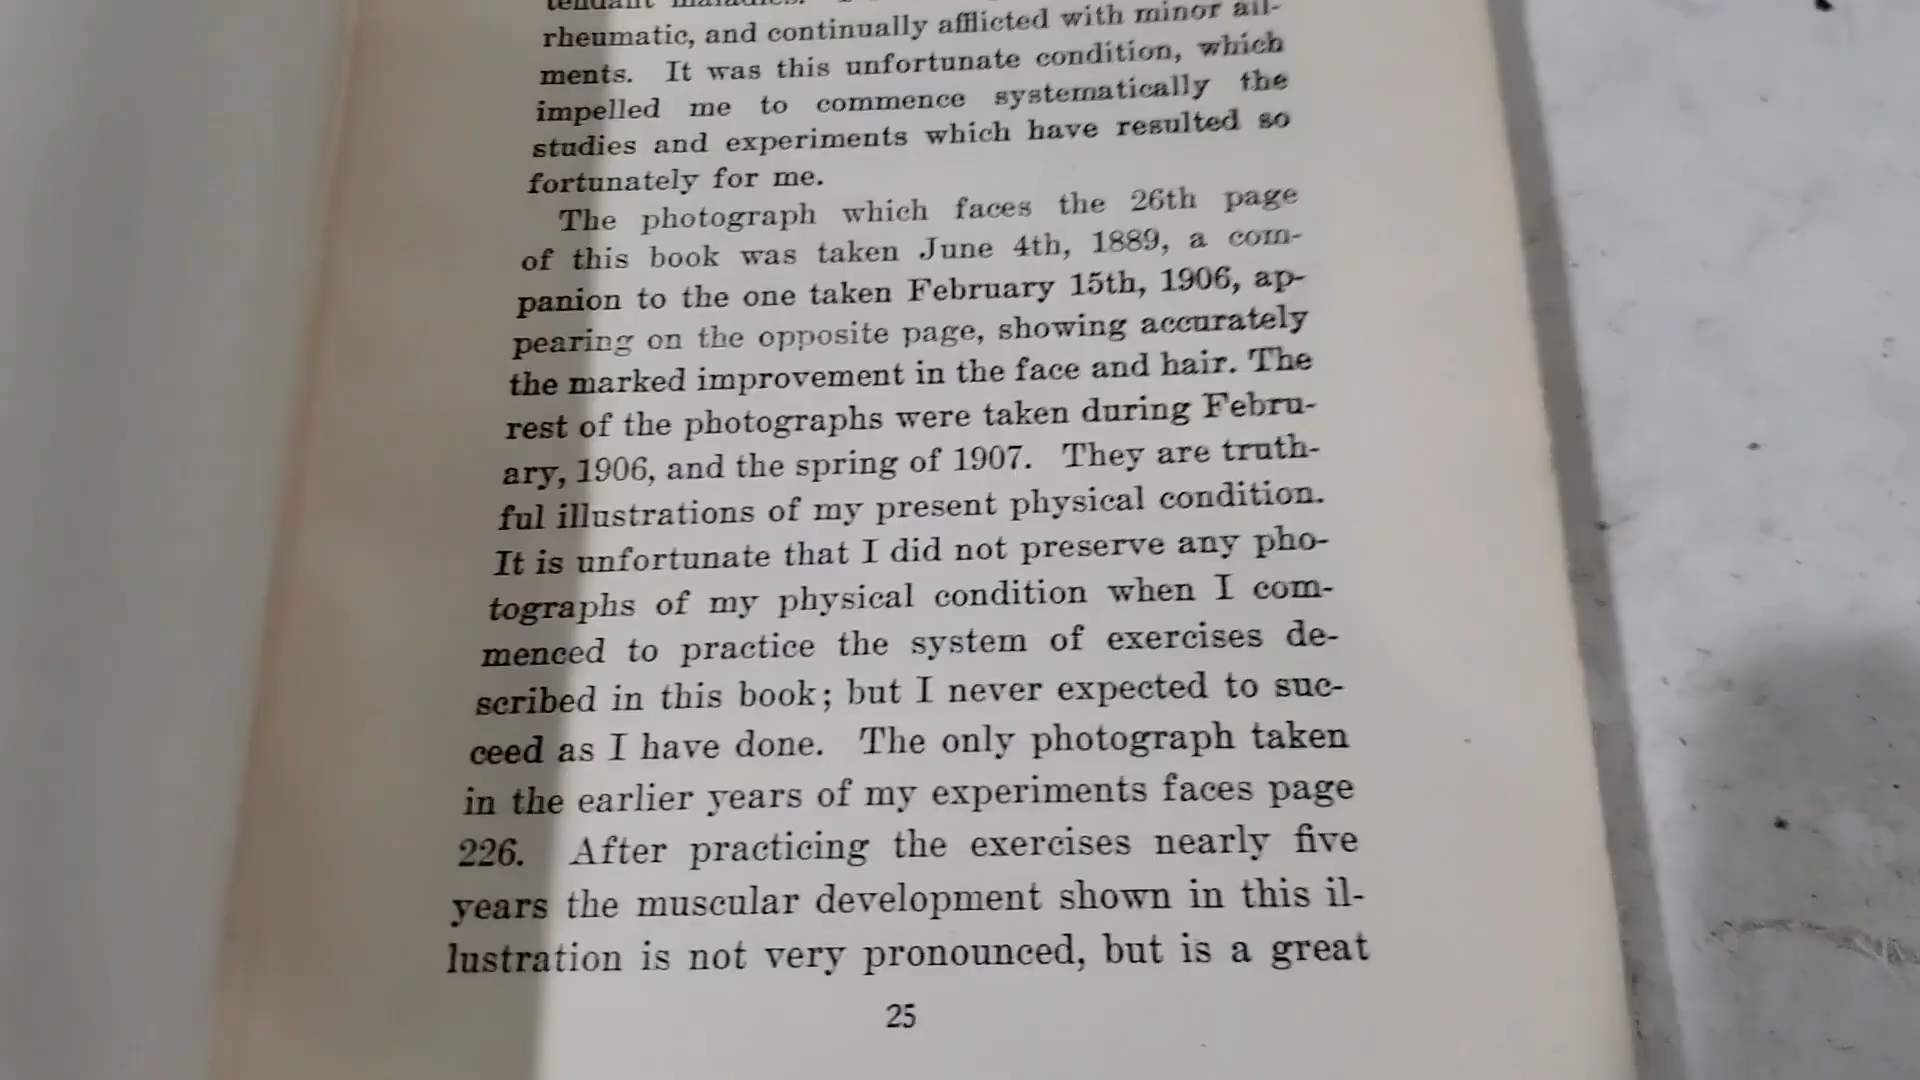 rheumatic, and continually afflicted with minor ail-
ments. It was this unfortunate condition, which
impelled me to commence systematically the
studies and experiments which have resulted so
fortunately for me.
The photograph which faces the 26th page
of this book was taken June 4th, 1889, a com-
panion to the one taken February 15th, 1906, ap-
pearing on the opposite page, showing accurately
the marked improvement in the face and hair. The
rest of the photographs were taken during Febru-
ary, 1906, and the spring of 1907. They are truth-
ful illustrations of my present physical condition.
It is unfortunate that I did not preserve any pho-
tographs of my physical condition when I com-
menced to practice the system of exercises de-
scribed in this book; but I never expected to suc-
ceed as I have done. The only photograph taken
in the earlier years of my experiments faces page
226. After practicing the exercises nearly five
years the muscular development shown in this il-
lustration is not very pronounced, but is a great
25